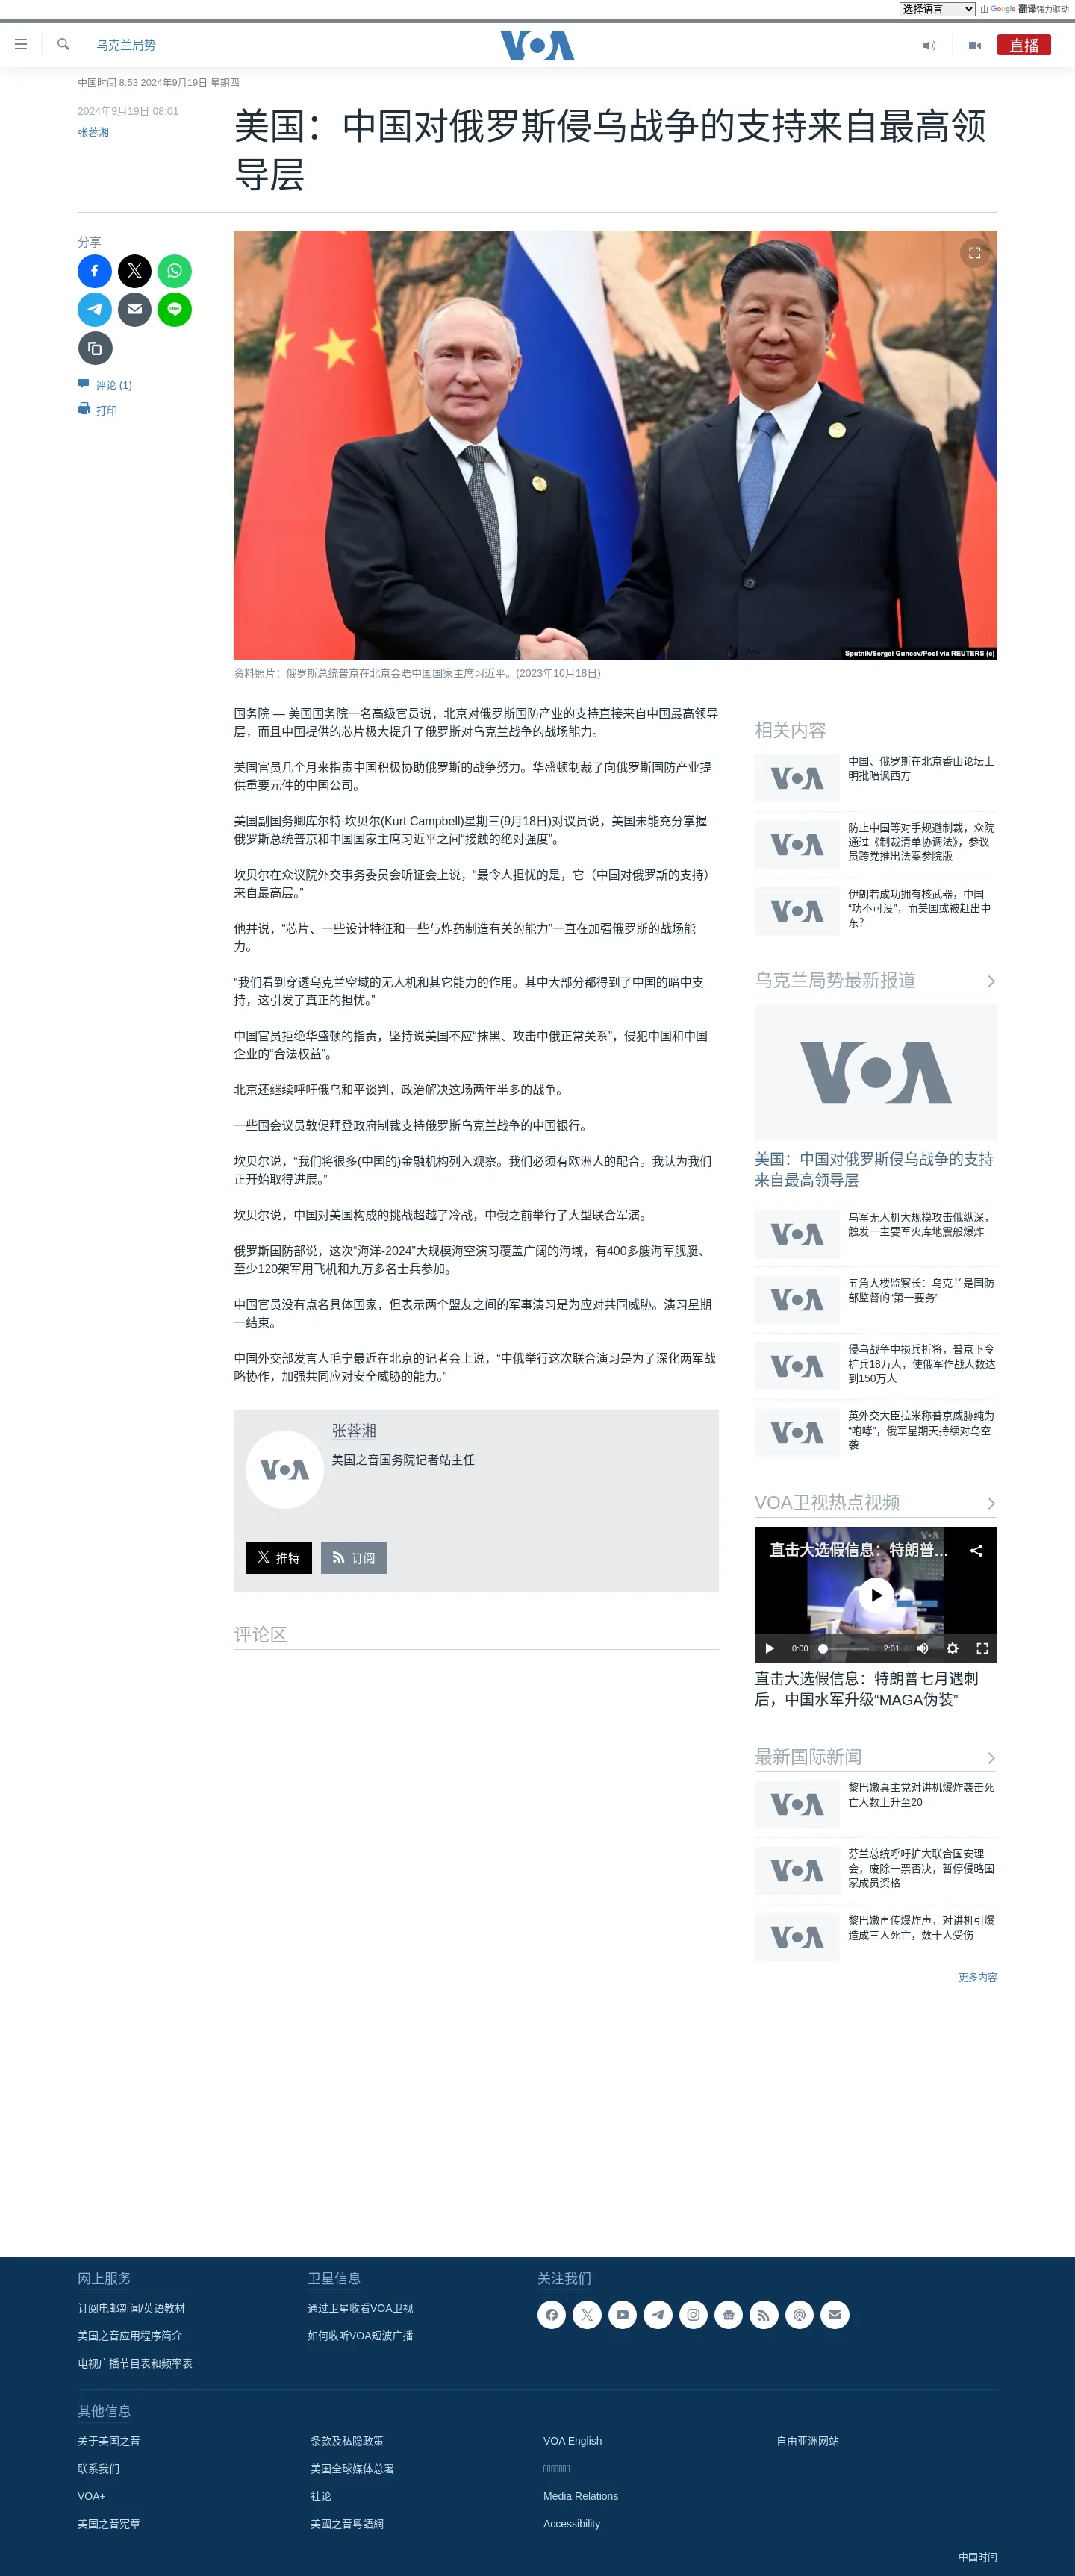 选择语言
由 Google 翻译强力驱动
乌克兰局势
VOA
直播
中国时间 8:53 2024年9月19日 星期四
2024年9月19日 08:01
张蓉湘
美国：中国对俄罗斯侵乌战争的支持来自最高领
导层
分享
评论 (1)
打印
Sputnik/Sergei Guneev/Pool via REUTERS (c)
资料照片：俄罗斯总统普京在北京会晤中国国家主席习近平。(2023年10月18日)
国务院 — 美国国务院一名高级官员说，北京对俄罗斯国防产业的支持直接来自中国最高领导
层，而且中国提供的芯片极大提升了俄罗斯对乌克兰战争的战场能力。
美国官员几个月来指责中国积极协助俄罗斯的战争努力。华盛顿制裁了向俄罗斯国防产业提
供重要元件的中国公司。
美国副国务卿库尔特·坎贝尔(Kurt Campbell)星期三(9月18日)对议员说，美国未能充分掌握
俄罗斯总统普京和中国国家主席习近平之间“接触的绝对强度”。
坎贝尔在众议院外交事务委员会听证会上说，“最令人担忧的是，它（中国对俄罗斯的支持）
来自最高层。”
他并说，“芯片、一些设计特征和一些与炸药制造有关的能力”一直在加强俄罗斯的战场能
力。
“我们看到穿透乌克兰空域的无人机和其它能力的作用。其中大部分都得到了中国的暗中支
持，这引发了真正的担忧。”
中国官员拒绝华盛顿的指责，坚持说美国不应“抹黑、攻击中俄正常关系”，侵犯中国和中国
企业的“合法权益”。
北京还继续呼吁俄乌和平谈判，政治解决这场两年半多的战争。
一些国会议员敦促拜登政府制裁支持俄罗斯乌克兰战争的中国银行。
坎贝尔说，“我们将很多(中国的)金融机构列入观察。我们必须有欧洲人的配合。我认为我们
正开始取得进展。”
坎贝尔说，中国对美国构成的挑战超越了冷战，中俄之前举行了大型联合军演。
俄罗斯国防部说，这次“海洋-2024”大规模海空演习覆盖广阔的海域，有400多艘海军舰艇、
至少120架军用飞机和九万多名士兵参加。
中国官员没有点名具体国家，但表示两个盟友之间的军事演习是为应对共同威胁。演习星期
一结束。
中国外交部发言人毛宁最近在北京的记者会上说，“中俄举行这次联合演习是为了深化两军战
略协作，加强共同应对安全威胁的能力。”
VOA
张蓉湘
美国之音国务院记者站主任
推特
订阅
评论区
相关内容
VOA
中国、俄罗斯在北京香山论坛上
明批暗讽西方
VOA
防止中国等对手规避制裁，众院
通过《制裁清单协调法》，参议
员跨党推出法案参院版
VOA
伊朗若成功拥有核武器，中国
“功不可没”，而美国或被赶出中
东？
乌克兰局势最新报道
VOA
美国：中国对俄罗斯侵乌战争的支持
来自最高领导层
VOA
乌军无人机大规模攻击俄纵深，
触发一主要军火库地震般爆炸
VOA
五角大楼监察长：乌克兰是国防
部监督的“第一要务”
VOA
侵乌战争中损兵折将，普京下令
扩兵18万人，使俄军作战人数达
到150万人
VOA
英外交大臣拉米称普京威胁纯为
“咆哮”，俄军星期天持续对乌空
袭
VOA卫视热点视频
VOA
直击大选假信息：特朗普…
0:00
2:01
直击大选假信息：特朗普七月遇刺
后，中国水军升级“MAGA伪装”
最新国际新闻
VOA
黎巴嫩真主党对讲机爆炸袭击死
亡人数上升至20
VOA
芬兰总统呼吁扩大联合国安理
会，废除一票否决，暂停侵略国
家成员资格
VOA
黎巴嫩再传爆炸声，对讲机引爆
造成三人死亡，数十人受伤
更多内容
网上服务
订阅电邮新闻/英语教材
美国之音应用程序简介
电视广播节目表和频率表
卫星信息
通过卫星收看VOA卫视
如何收听VOA短波广播
关注我们
其他信息
关于美国之音
联系我们
VOA+
美国之音宪章
条款及私隐政策
美国全球媒体总署
社论
美國之音粵語網
VOA English
Media Relations
Accessibility
自由亚洲网站
中国时间